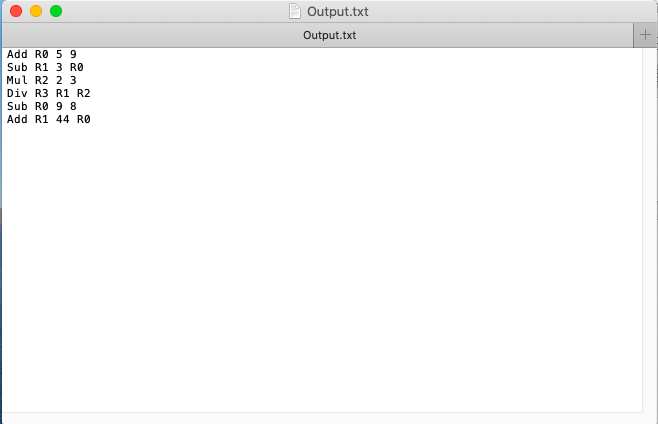 Output.txt
Output.txt
Add R0 5 9
Sub R1 3 R0
Mul R2 2 3
Div R3 R1 R2
Sub R0 9 8
Add R1 44 R0